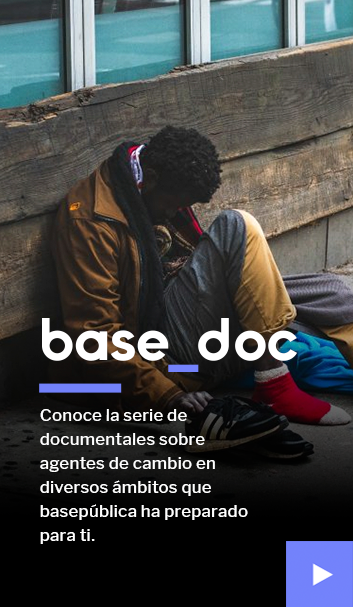 base_doc
Conoce la serie de
documentales sobre
agentes de cambio en
diversos ámbitos que
basepública ha preparado
para ti.